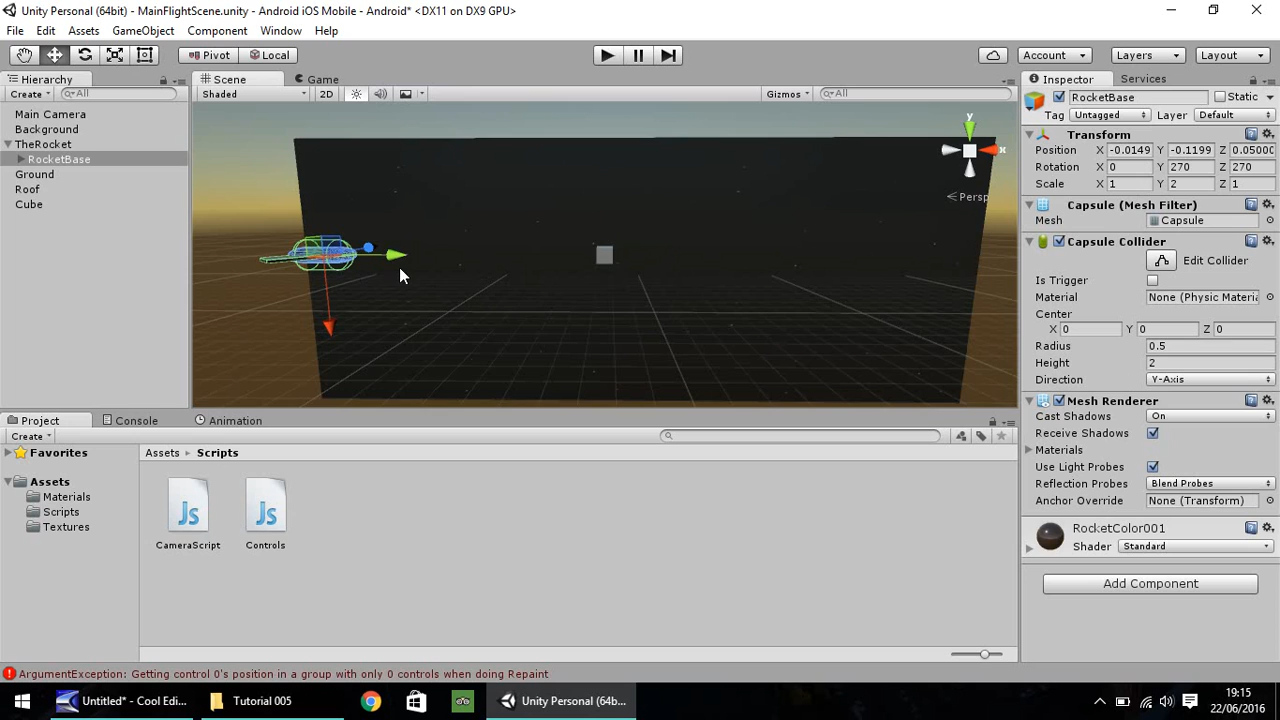 Unity Personal (64bit) - MainFlightScene.unity - Android iOS Mobile - Android* <DX11 on DX9 GPU>
File Edit Assets GameObject Component Window Help
Pivot Local Account Layers Layout
Hierarchy
Create All
Main Camera
Background
TheRocket
RocketBase
Ground
Roof
Cube
Scene Game
Shaded 2D Gizmos All
y
x
Persp
Inspector Services
RocketBase Static
Tag Untagged Layer Default
Transform
Position X -0.0149 Y -0.1199 Z 0.05000
Rotation X 0 Y 270 Z 270
Scale X 1 Y 2 Z 1
Capsule (Mesh Filter)
Mesh Capsule
Capsule Collider
Edit Collider
Is Trigger
Material None (Physic Materia
Center
X 0 Y 0 Z 0
Radius 0.5
Height 2
Direction Y-Axis
Mesh Renderer
Cast Shadows On
Receive Shadows
Materials
Use Light Probes
Reflection Probes Blend Probes
Anchor Override None (Transform)
RocketColor001
Shader Standard
Add Component
Project Console Animation
Create
Favorites
Assets
Materials
Scripts
Textures
Assets Scripts
Js Js
CameraScript Controls
ArgumentException: Getting control 0's position in a group with only 0 controls when doing Repaint
Untitled* - Cool Edi... Tutorial 005 Unity Personal (64b...
19:15
22/06/2016